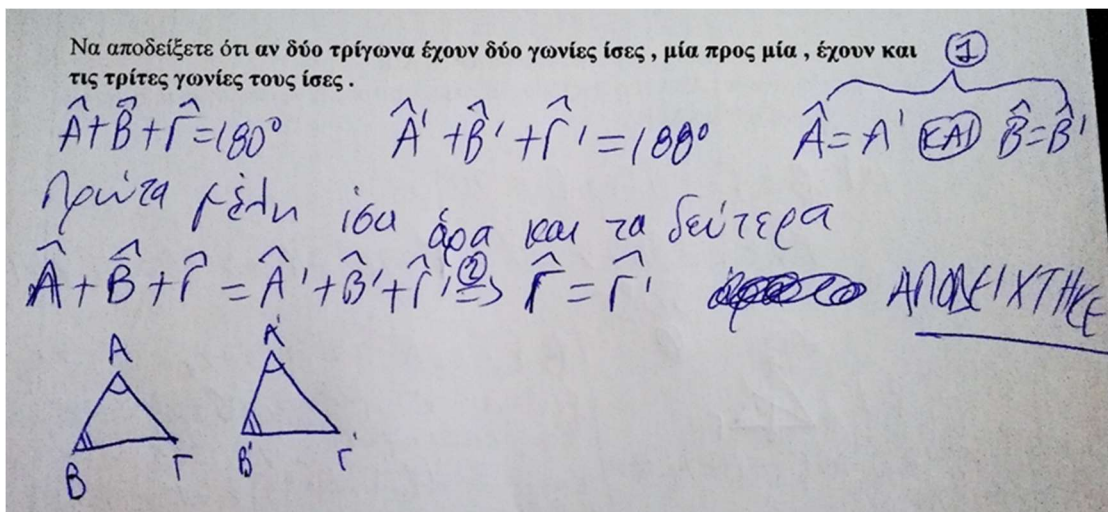 Να αποδείξετε ότι αν δύο τρίγωνα έχουν δύο γωνίες ίσες , μία προς μία , έχουν και
τις τρίτες γωνίες τους ίσες .
1
Â+B̂+Γ̂=180° Â'+B̂'+Γ̂'=180° Â=A' ΚΑΙ B̂=B̂'
Πρώτα μέλη ίσα άρα και τα δεύτερα
Â+B̂+Γ̂=Â'+B̂'+Γ̂' ⇒ Γ̂=Γ̂' ΑΠΟΔΕΙΧΤΗΚΕ
A A'
B Γ B' Γ'